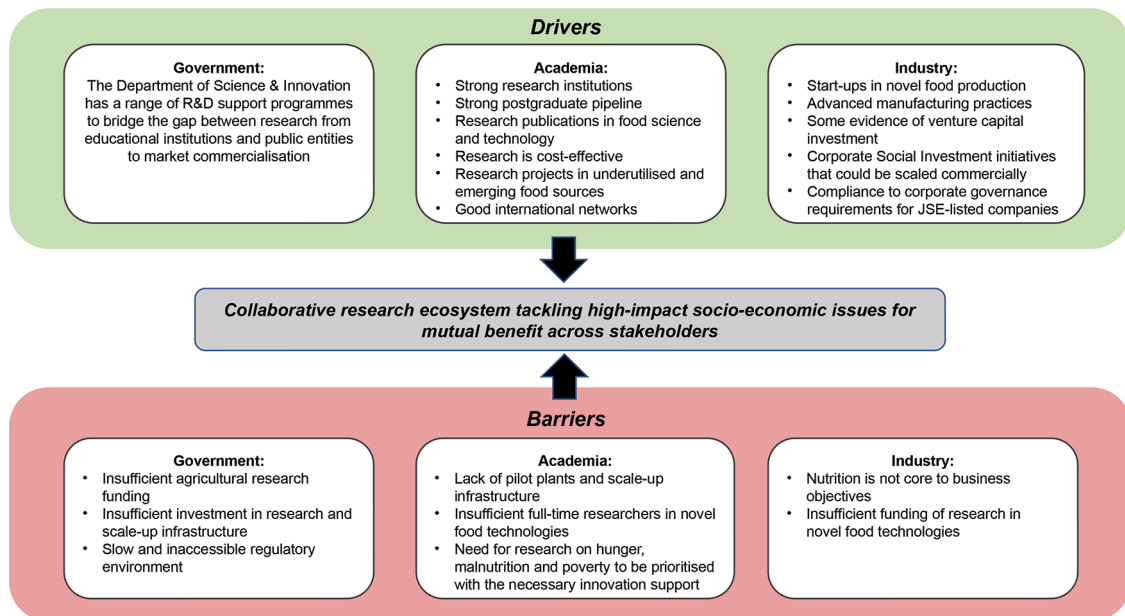 Drivers
Government:
The Department of Science & Innovation
has a range of R&D support programmes
to bridge the gap between research from
educational institutions and public entities
to market commercialisation
Academia:
• Strong research institutions
• Strong postgraduate pipeline
• Research publications in food science
and technology
• Research is cost-effective
• Research projects in underutilised and
emerging food sources
• Good international networks
Industry:
• Start-ups in novel food production
• Advanced manufacturing practices
• Some evidence of venture capital
investment
• Corporate Social Investment initiatives
that could be scaled commercially
• Compliance to corporate governance
requirements for JSE-listed companies
Collaborative research ecosystem tackling high-impact socio-economic issues for
mutual benefit across stakeholders
Barriers
Government:
• Insufficient agricultural research
funding
• Insufficient investment in research and
scale-up infrastructure
• Slow and inaccessible regulatory
environment
Academia:
• Lack of pilot plants and scale-up
infrastructure
• Insufficient full-time researchers in novel
food technologies
• Need for research on hunger,
malnutrition and poverty to be prioritised
with the necessary innovation support
Industry:
• Nutrition is not core to business
objectives
• Insufficient funding of research in
novel food technologies